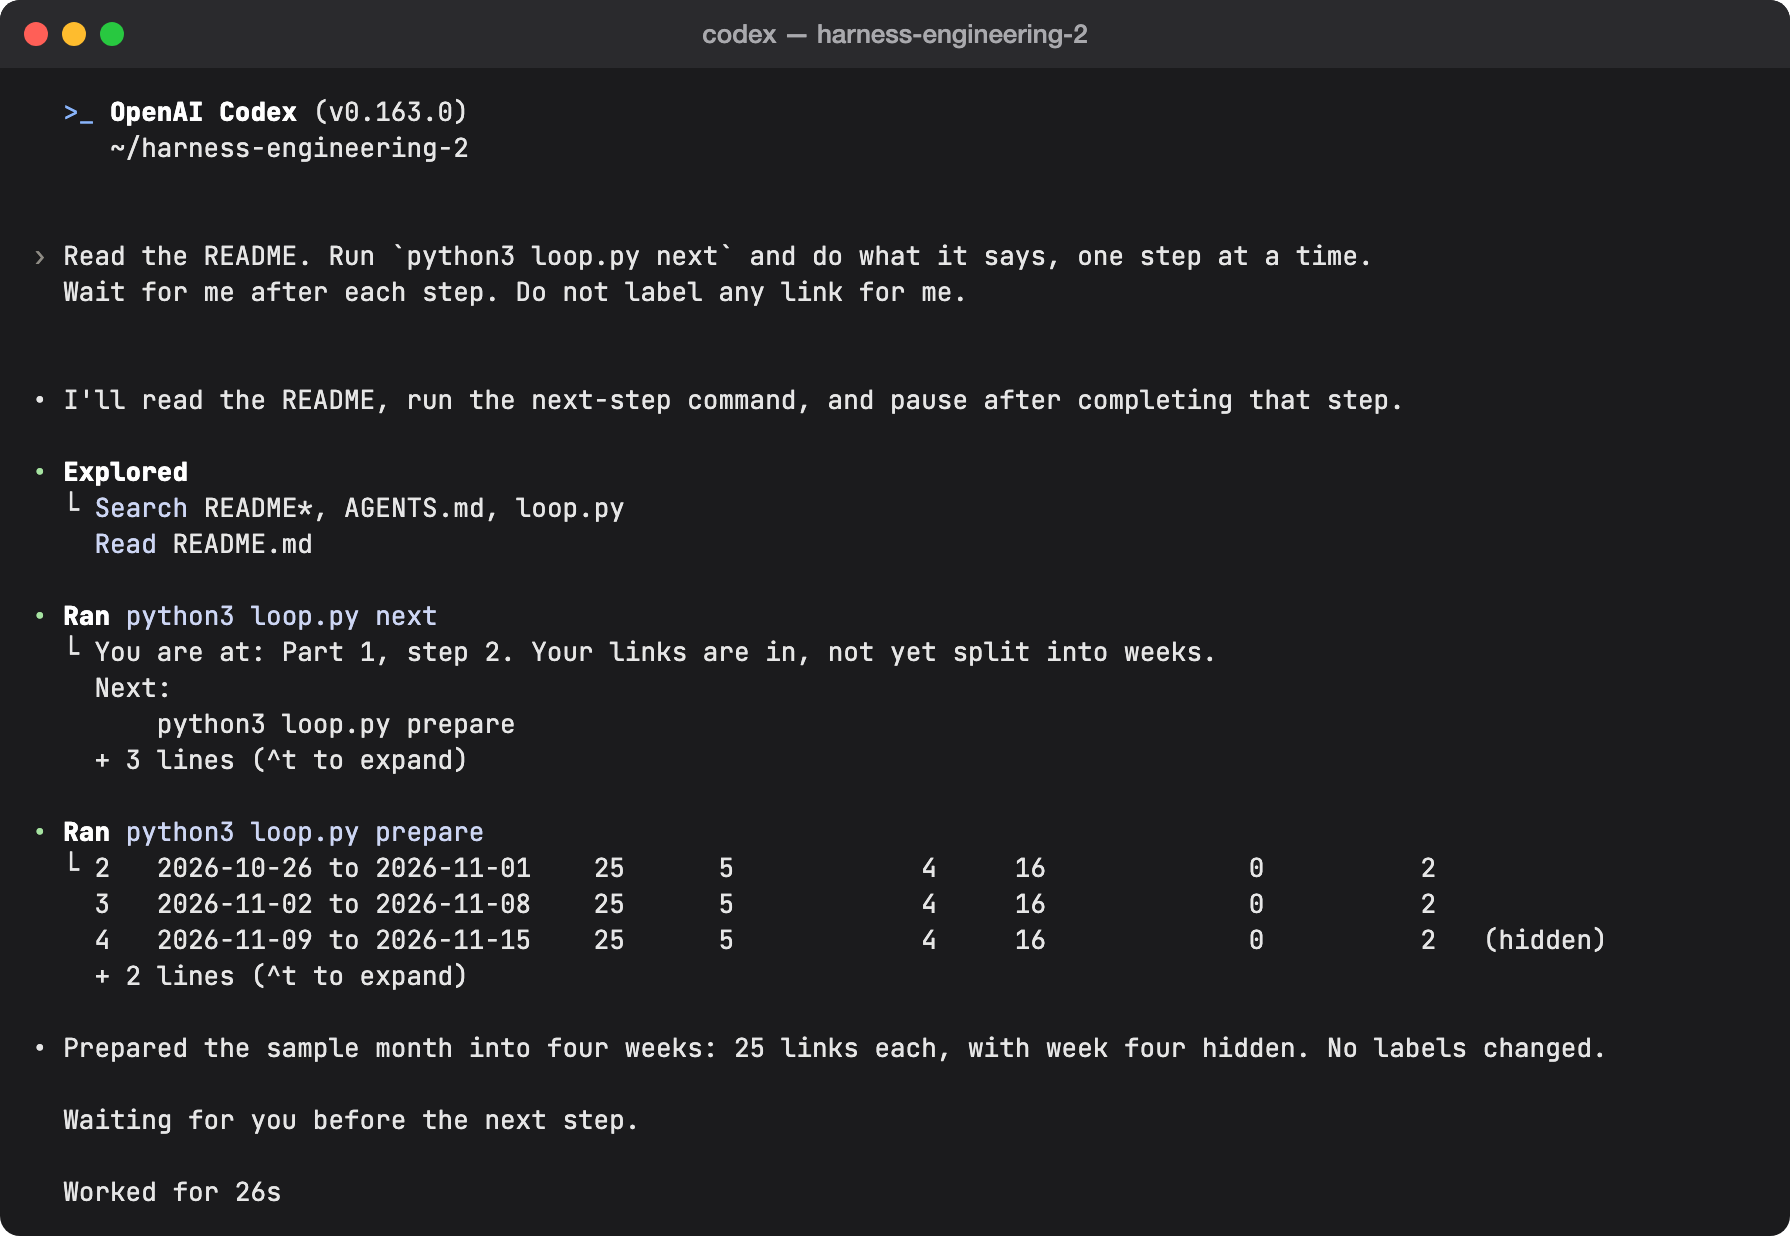 codex — harness-engineering-2
>_ OpenAI Codex (v0.163.0)
~/harness-engineering-2
› Read the README. Run `python3 loop.py next` and do what it says, one step at a time.
Wait for me after each step. Do not label any link for me.
• I'll read the README, run the next-step command, and pause after completing that step.
• Explored
└ Search README*, AGENTS.md, loop.py
Read README.md
• Ran python3 loop.py next
└ You are at: Part 1, step 2. Your links are in, not yet split into weeks.
Next:
python3 loop.py prepare
+ 3 lines (^t to expand)
• Ran python3 loop.py prepare
└ 2 2026-10-26 to 2026-11-01 25 5 4 16 0 2
3 2026-11-02 to 2026-11-08 25 5 4 16 0 2
4 2026-11-09 to 2026-11-15 25 5 4 16 0 2 (hidden)
+ 2 lines (^t to expand)
• Prepared the sample month into four weeks: 25 links each, with week four hidden. No labels changed.
Waiting for you before the next step.
Worked for 26s